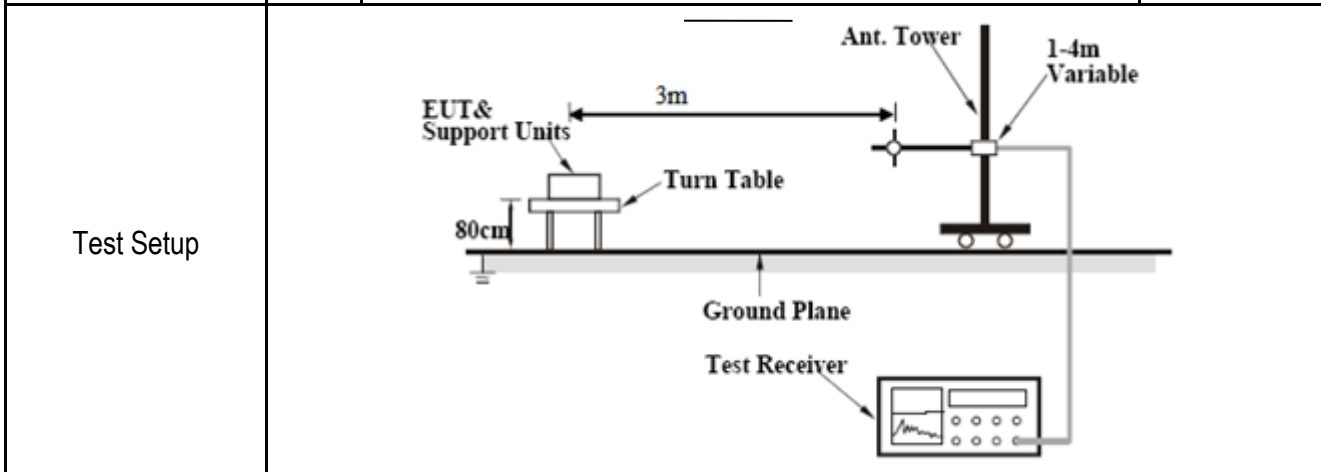 Test Setup
Ant. Tower
1-4m
Variable
3m
EUT&
Support Units
Turn Table
80cm
Ground Plane
Test Receiver